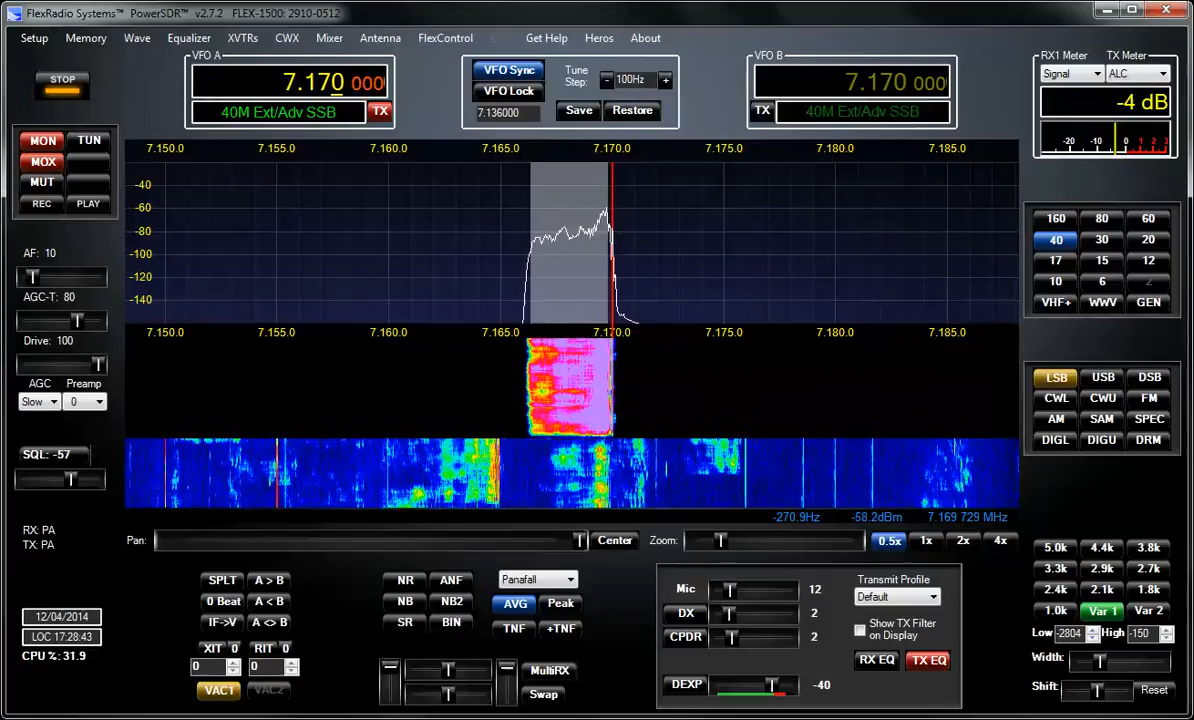 FlexRadio Systems™ PowerSDR™ v2.7.2 FLEX-1500: 2910-0512
Setup Memory Wave Equalizer XVTRs CWX Mixer Antenna FlexControl Get Help Heros About
STOP
VFO A
7.170 000
40M Ext/Adv SSB TX
VFO Sync
VFO Lock
7.136000
Tune Step: - 100Hz +
Save Restore
VFO B
7.170 000
TX 40M Ext/Adv SSB
RX1 Meter TX Meter
Signal ALC
-4 dB
-20 -10 0 1 2 3
MON TUN
MOX
MUT
REC PLAY
AF: 10
AGC-T: 80
Drive: 100
AGC Preamp
Slow 0
SQL: -57
RX: PA
TX: PA
12/04/2014
LOC 17:28:43
CPU %: 31.9
7.150.0 7.155.0 7.160.0 7.165.0 7.170.0 7.175.0 7.180.0 7.185.0
-40
-60
-80
-100
-120
-140
7.150.0 7.155.0 7.160.0 7.165.0 7.170.0 7.175.0 7.180.0 7.185.0
-270.9Hz -58.2dBm 7.169 729 MHz
Pan: Center Zoom: 0.5x 1x 2x 4x
160 80 60
40 30 20
17 15 12
10 6 2
VHF+ WWV GEN
LSB USB DSB
CWL CWU FM
AM SAM SPEC
DIGL DIGU DRM
5.0k 4.4k 3.8k
3.3k 2.9k 2.7k
2.4k 2.1k 1.8k
1.0k Var 1 Var 2
Low -2804 High -150
Width:
Shift: Reset
SPLT A > B
0 Beat A < B
IF->V A <> B
XIT 0 RIT 0
0 0
VAC1 VAC2
NR ANF
NB NB2
SR BIN
Panafall
AVG Peak
TNF +TNF
MultiRX
Swap
Mic 12
DX 2
CPDR 2
DEXP -40
Transmit Profile
Default
Show TX Filter
on Display
RX EQ TX EQ